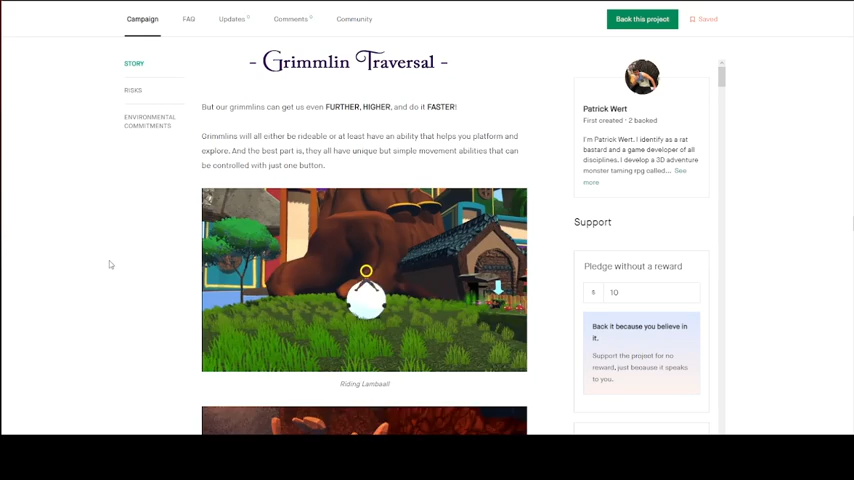 Campaign FAQ Updates 0 Comments 0 Community Back this project Saved
- Grimmlin Traversal -
STORY
RISKS
ENVIRONMENTAL
COMMITMENTS
But our grimmlins can get us even FURTHER, HIGHER, and do it FASTER!
Grimmlins will all either be rideable or at least have an ability that helps you platform and
explore. And the best part is, they all have unique but simple movement abilities that can
be controlled with just one button.
Riding Lambaall
Patrick Wert
First created · 2 backed
I'm Patrick Wert. I identify as a rat
bastard and a game developer of all
disciplines. I develop a 3D adventure
monster taming rpg called... See
more
Support
Pledge without a reward
$ 10
Back it because you believe in
it.
Support the project for no
reward, just because it speaks
to you.